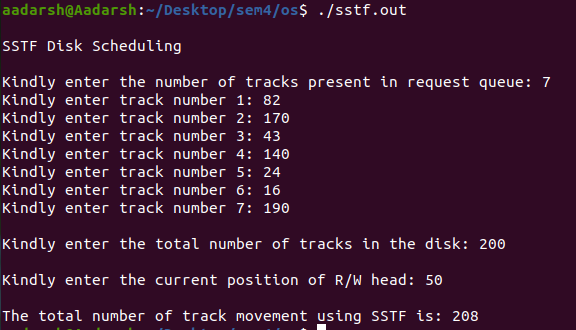 aadarsh@Aadarsh:~/Desktop/sem4/os$ ./sstf.out
SSTF Disk Scheduling
Kindly enter the number of tracks present in request queue: 7
Kindly enter track number 1: 82
Kindly enter track number 2: 170
Kindly enter track number 3: 43
Kindly enter track number 4: 140
Kindly enter track number 5: 24
Kindly enter track number 6: 16
Kindly enter track number 7: 190
Kindly enter the total number of tracks in the disk: 200
Kindly enter the current position of R/W head: 50
The total number of track movement using SSTF is: 208